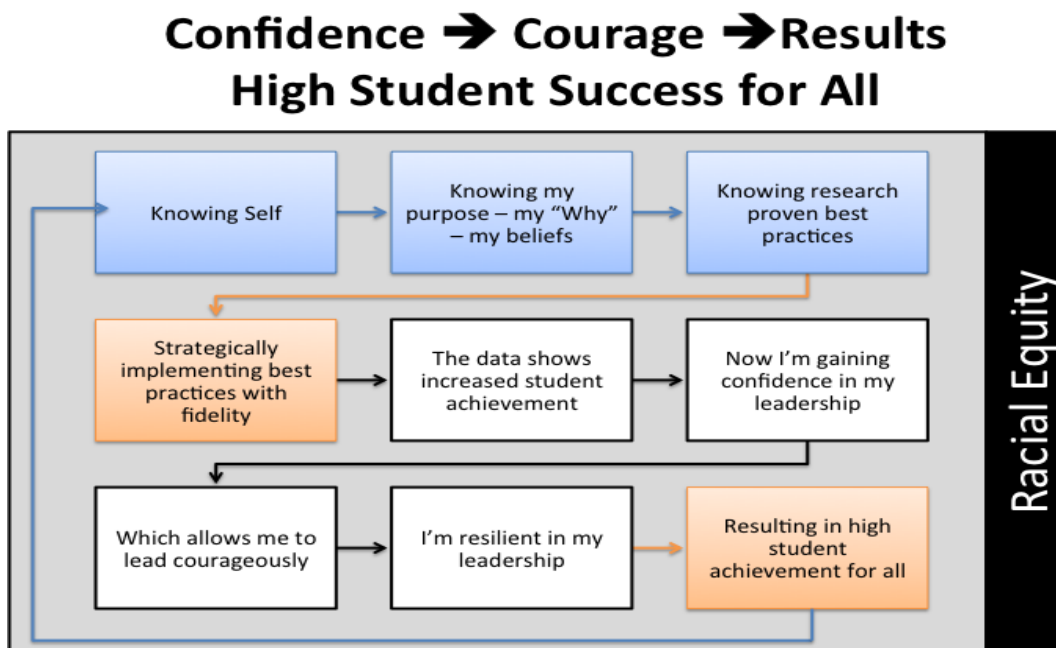 Confidence ➔ Courage ➔Results
High Student Success for All
Knowing Self
Knowing my
purpose – my “Why”
– my beliefs
Knowing research
proven best
practices
Strategically
implementing best
practices with
fidelity
The data shows
increased student
achievement
Now I’m gaining
confidence in my
leadership
Which allows me to
lead courageously
I’m resilient in my
leadership
Resulting in high
student
achievement for all
Racial Equity